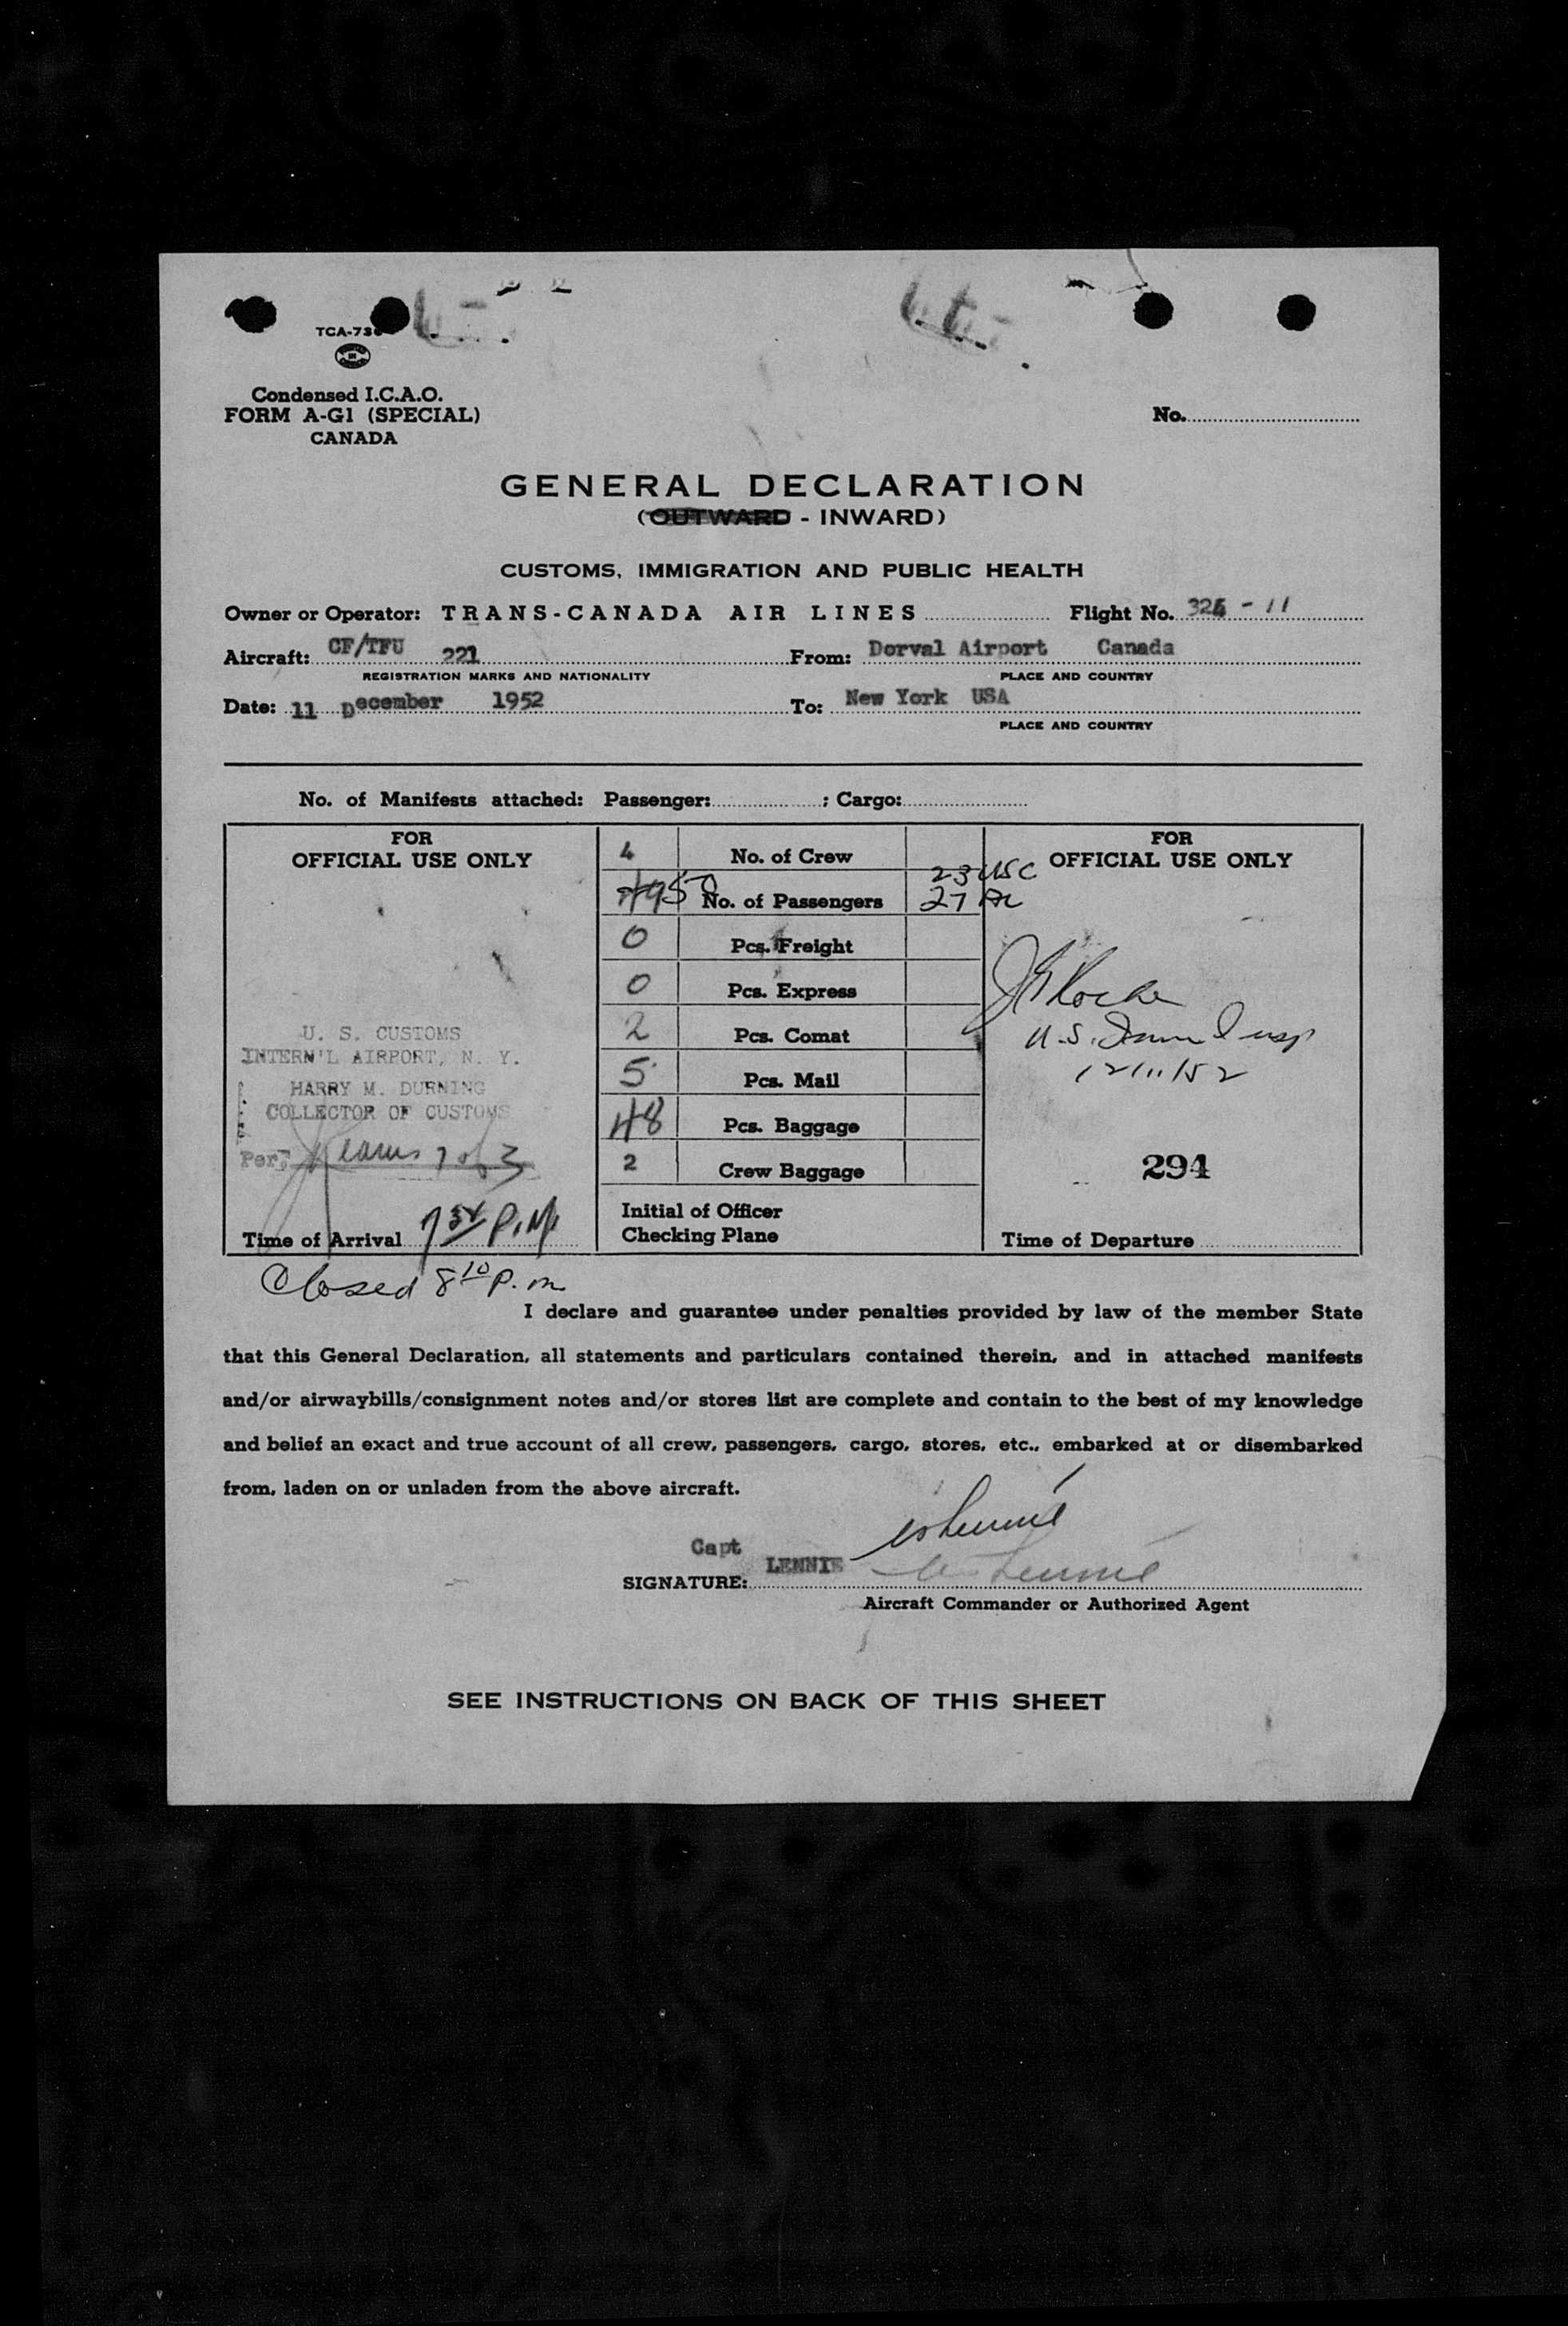 TCA-73
Condensed I.C.A.O.
FORM A-G1 (SPECIAL)
CANADA
No.
GENERAL DECLARATION
(OUTWARD - INWARD)
CUSTOMS, IMMIGRATION AND PUBLIC HEALTH
Owner or Operator: TRANS-CANADA AIR LINES Flight No. 324 - 11
Aircraft: CF/TFU 221 From: Dorval Airport Canada
REGISTRATION MARKS AND NATIONALITY PLACE AND COUNTRY
Date: 11 December 1952 To: New York USA
PLACE AND COUNTRY
No. of Manifests attached: Passenger: ; Cargo:
FOR
OFFICIAL USE ONLY
U. S. CUSTOMS
INTERN'L AIRPORT, N. Y.
HARRY M. DURNING
COLLECTOR OF CUSTOMS
Per, 1 of 3
Time of Arrival 7 34 P.M.
Closed 8 10 P.m
4 No. of Crew
49 50 No. of Passengers 23 USC
27 AL
0 Pcs. Freight
0 Pcs. Express
2 Pcs. Comat
5 Pcs. Mail
48 Pcs. Baggage
2 Crew Baggage
Initial of Officer
Checking Plane
FOR
OFFICIAL USE ONLY
U.S. Imm Insp
12/11/52
294
Time of Departure
I declare and guarantee under penalties provided by law of the member State
that this General Declaration, all statements and particulars contained therein, and in attached manifests
and/or airwaybills/consignment notes and/or stores list are complete and contain to the best of my knowledge
and belief an exact and true account of all crew, passengers, cargo, stores, etc., embarked at or disembarked
from, laden on or unladen from the above aircraft.
Capt
LENNIE
SIGNATURE:
Aircraft Commander or Authorized Agent
SEE INSTRUCTIONS ON BACK OF THIS SHEET